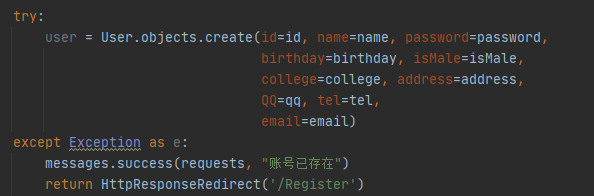 try:
user = User.objects.create(id=id, name=name, password=password,
birthday=birthday, isMale=isMale,
college=college, address=address,
QQ=qq, tel=tel,
email=email)
except Exception as e:
messages.success(requests, "账号已存在")
return HttpResponseRedirect('/Register')